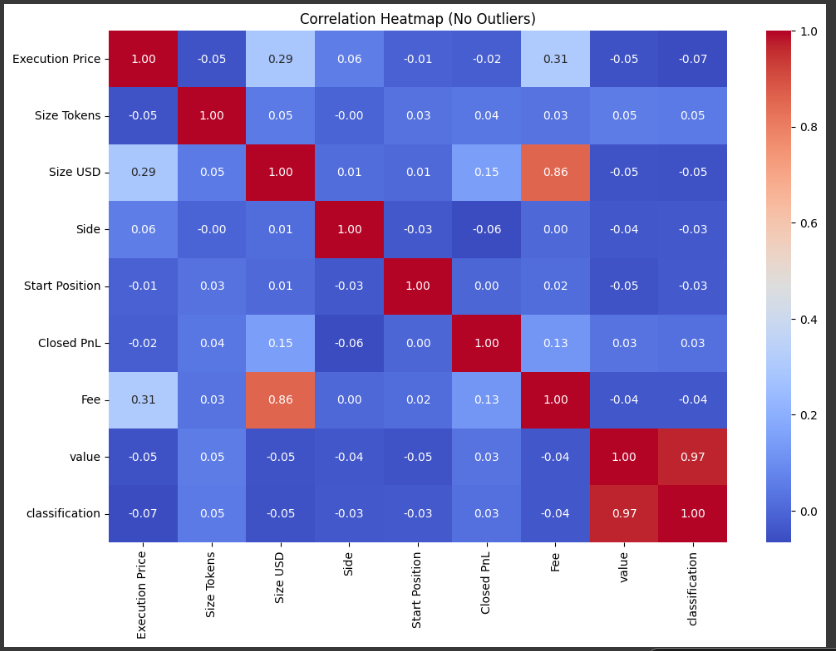 Correlation Heatmap (No Outliers)
Execution Price 1.00 -0.05 0.29 0.06 -0.01 -0.02 0.31 -0.05 -0.07
Size Tokens -0.05 1.00 0.05 -0.00 0.03 0.04 0.03 0.05 0.05
Size USD 0.29 0.05 1.00 0.01 0.01 0.15 0.86 -0.05 -0.05
Side 0.06 -0.00 0.01 1.00 -0.03 -0.06 0.00 -0.04 -0.03
Start Position -0.01 0.03 0.01 -0.03 1.00 0.00 0.02 -0.05 -0.03
Closed PnL -0.02 0.04 0.15 -0.06 0.00 1.00 0.13 0.03 0.03
Fee 0.31 0.03 0.86 0.00 0.02 0.13 1.00 -0.04 -0.04
value -0.05 0.05 -0.05 -0.04 -0.05 0.03 -0.04 1.00 0.97
classification -0.07 0.05 -0.05 -0.03 -0.03 0.03 -0.04 0.97 1.00
Execution Price
Size Tokens
Size USD
Side
Start Position
Closed PnL
Fee
value
classification
1.0
0.8
0.6
0.4
0.2
0.0